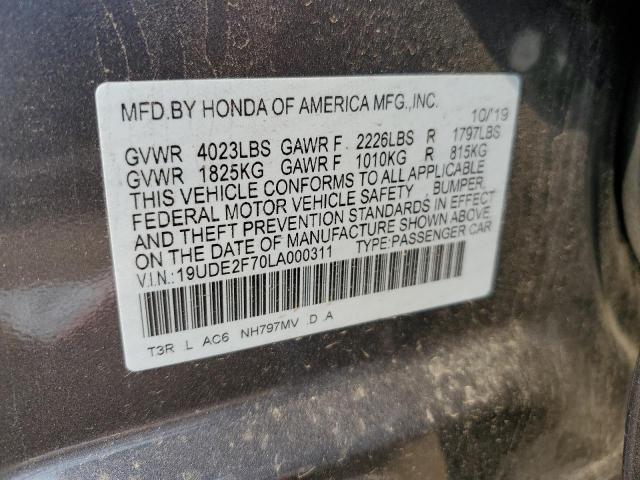 MFD.BY HONDA OF AMERICA MFG.,INC. 10/'19
GVWR 4023LBS GAWR F 2226LBS R 1797LBS
GVWR 1825KG GAWR F 1010KG R 815KG
THIS VEHICLE CONFORMS TO ALL APPLICABLE
FEDERAL MOTOR VEHICLE SAFETY BUMPER,
AND THEFT PREVENTION STANDARDS IN EFFECT
ON THE DATE OF MANUFACTURE SHOWN ABOVE.
V.I.N.: 19UDE2F70LA000311 TYPE:PASSENGER CAR
T3R L AC6 NH797MV D A